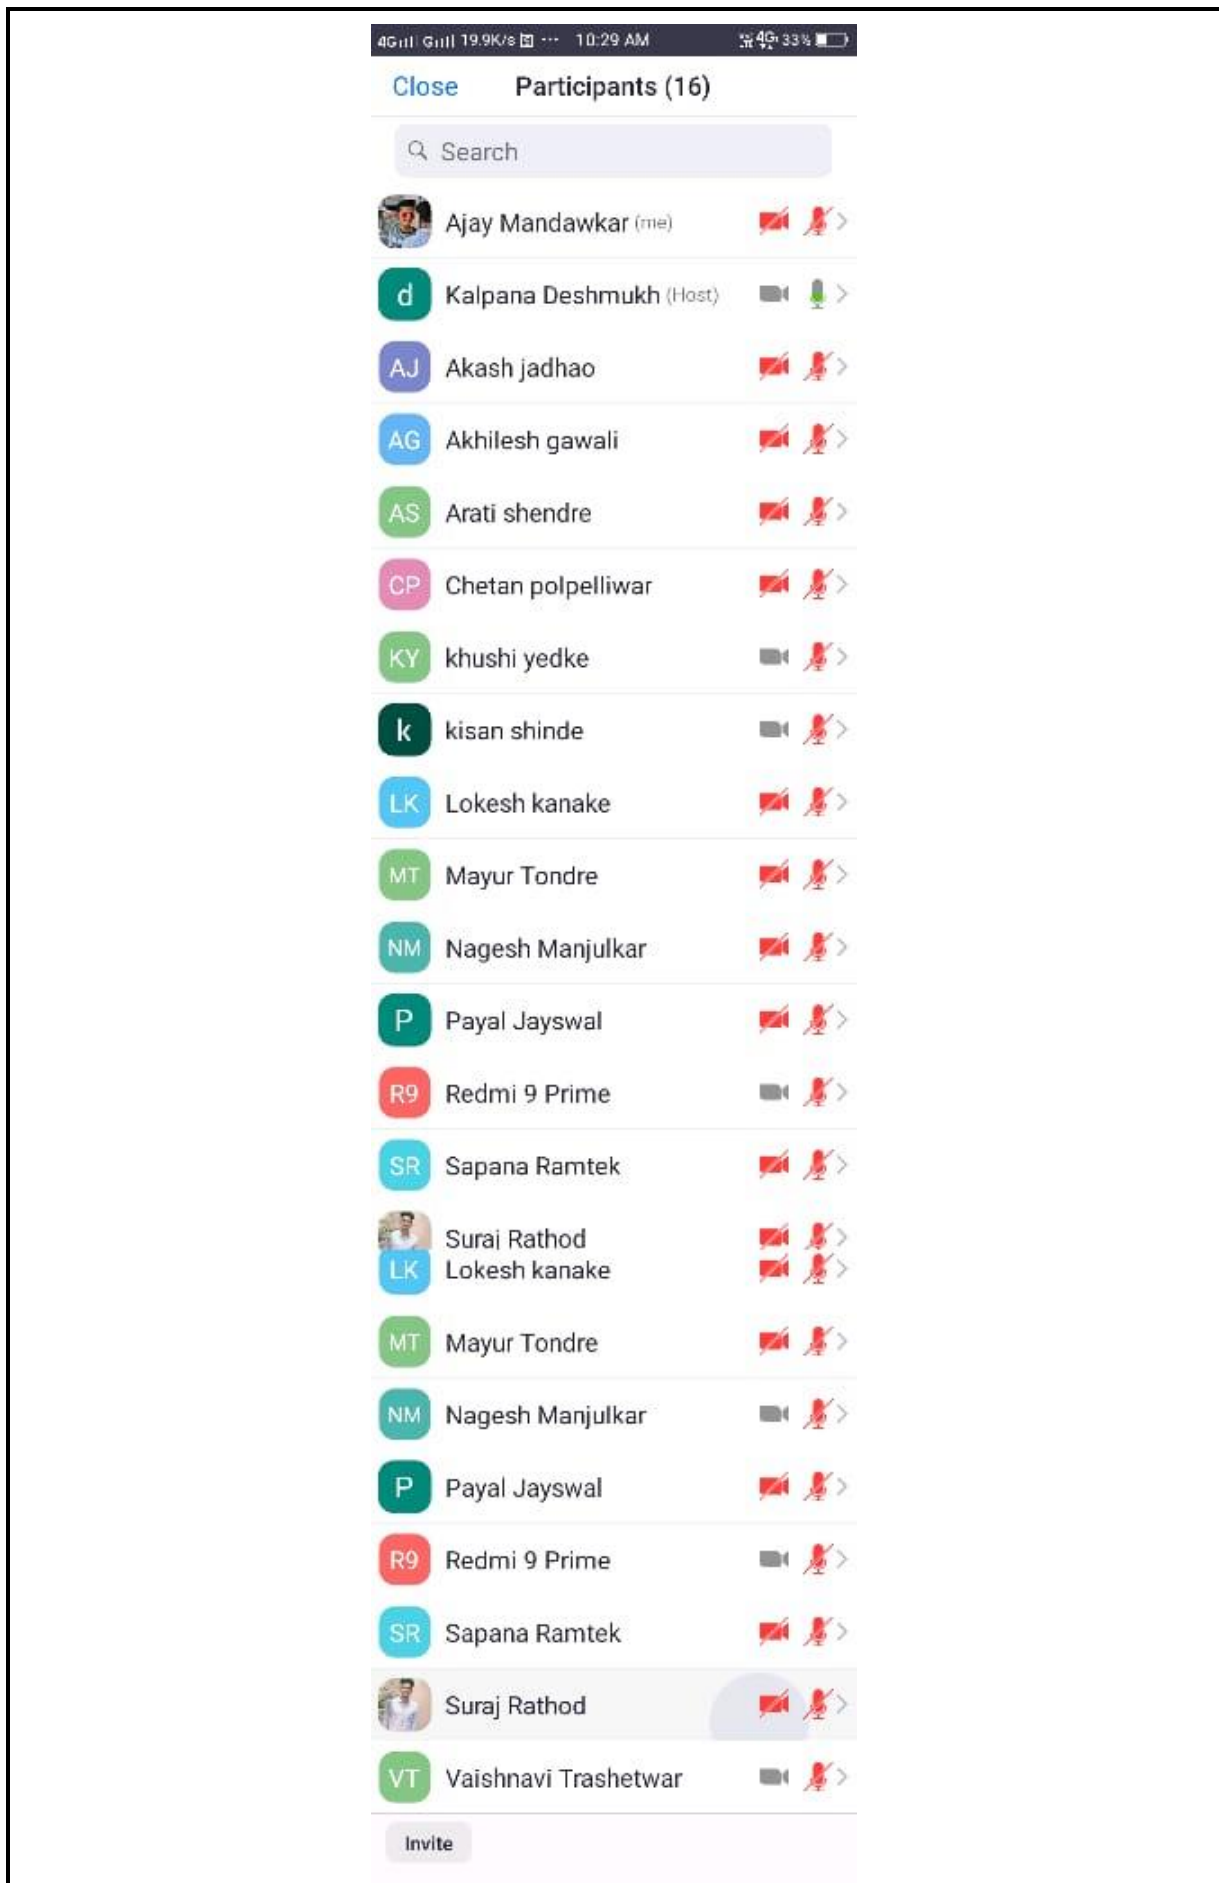 4G G 19.9K/s ··· 10:29 AM 4G+ 33%
Close Participants (16)
Search
Ajay Mandawkar (me)
d Kalpana Deshmukh (Host)
AJ Akash jadhao
AG Akhilesh gawali
AS Arati shendre
CP Chetan polpelliwar
KY khushi yedke
k kisan shinde
LK Lokesh kanake
MT Mayur Tondre
NM Nagesh Manjulkar
P Payal Jayswal
R9 Redmi 9 Prime
SR Sapana Ramtek
Suraj Rathod
LK Lokesh kanake
MT Mayur Tondre
NM Nagesh Manjulkar
P Payal Jayswal
R9 Redmi 9 Prime
SR Sapana Ramtek
Suraj Rathod
VT Vaishnavi Trashetwar
Invite